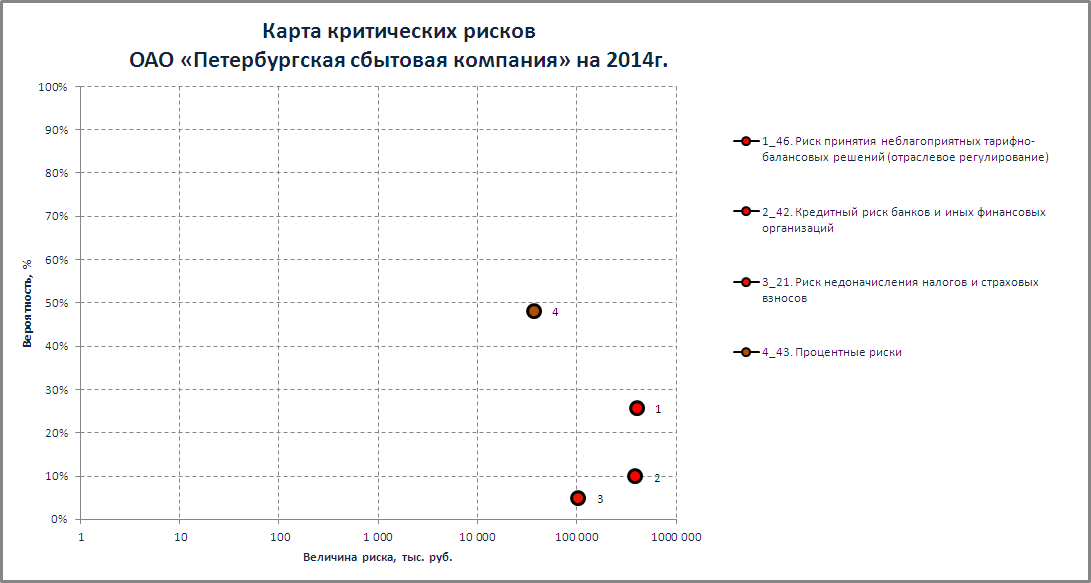 Карта критических рисков
ОАО «Петербургская сбытовая компания» на 2014г.
100%
90%
80%
70%
60%
50%
40%
30%
20%
10%
0%
Вероятность, %
4
1
2
3
1
10
100
1 000
10 000
100 000
1000 000
Величина риска, тыс. руб.
1_46. Риск принятия неблагоприятных тарифно-
балансовых решений (отраслевое регулирование)
2_42. Кредитный риск банков и иных финансовых
организаций
3_21. Риск недоначисления налогов и страховых
взносов
4_43. Процентные риски